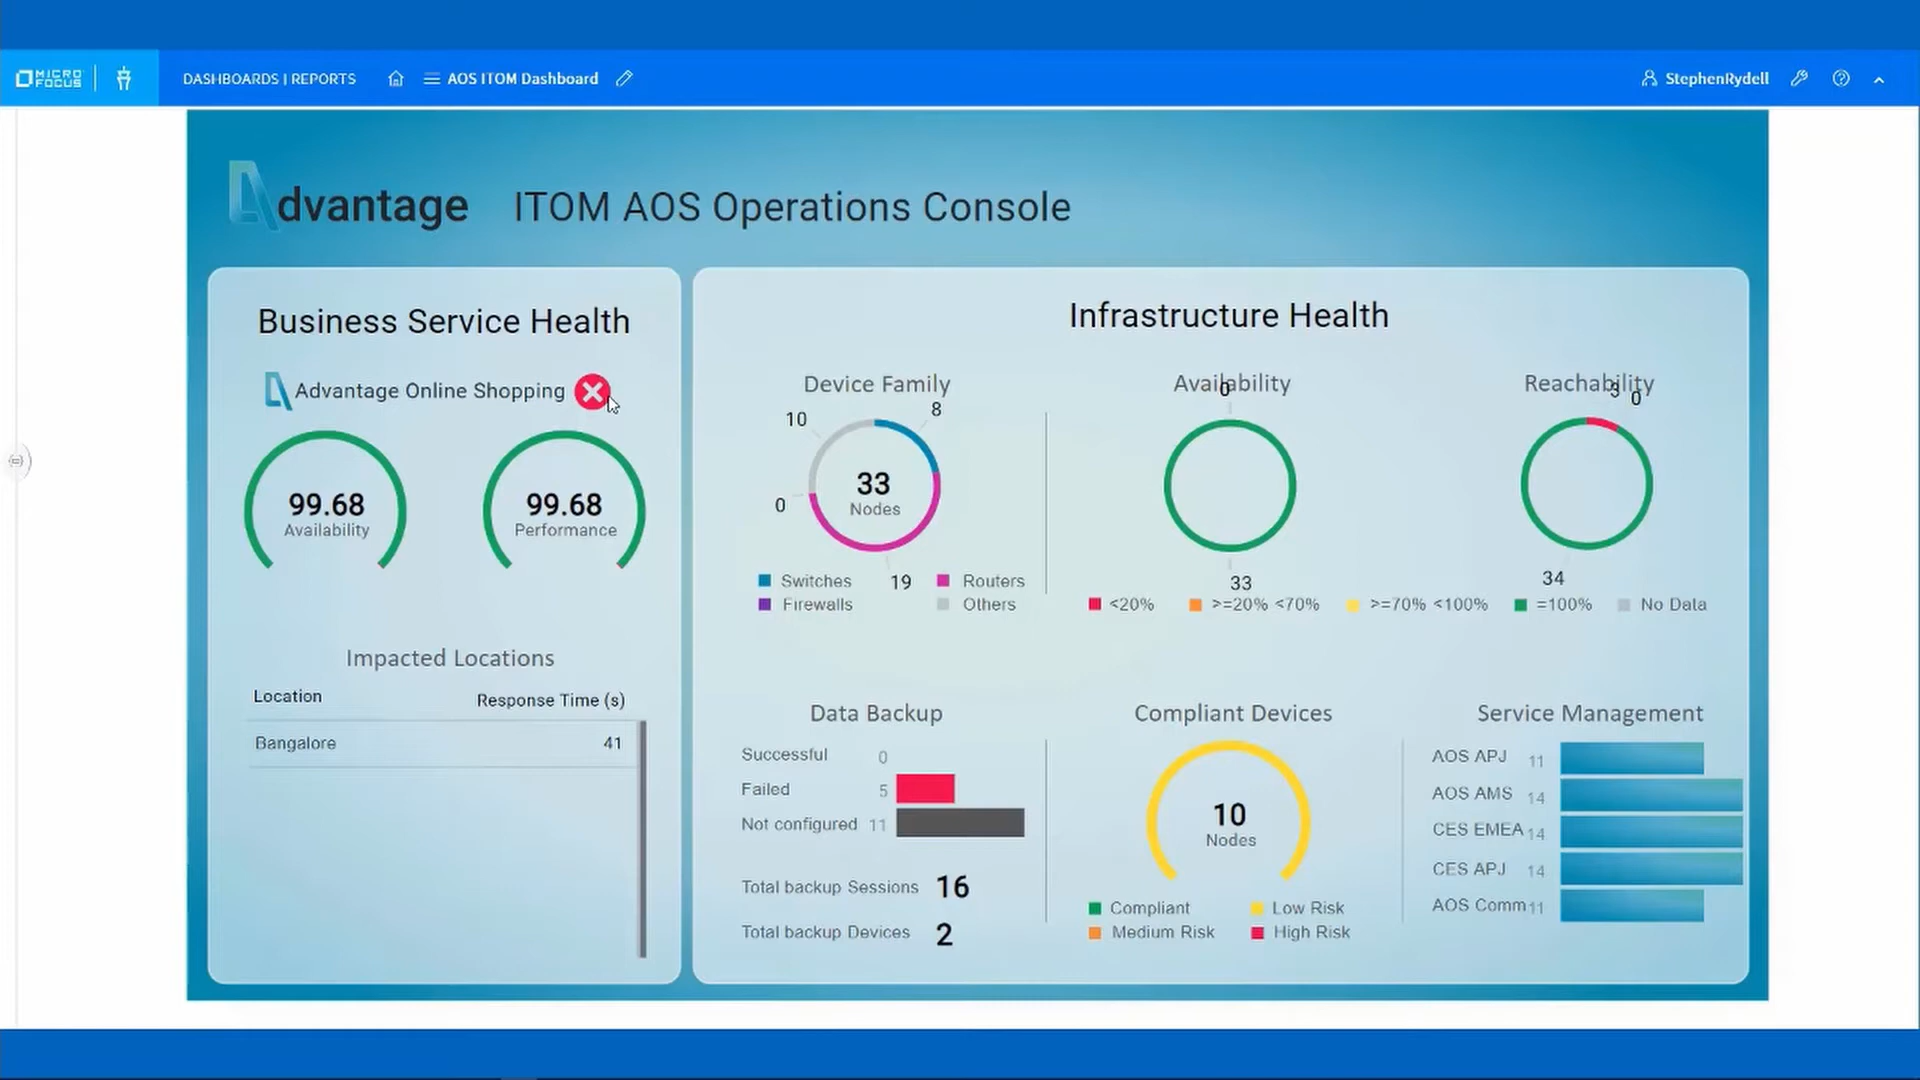 MICRO FOCUS
DASHBOARDS | REPORTS
AOS ITOM Dashboard
StephenRydell
Advantage
ITOM AOS Operations Console
Business Service Health
Advantage Online Shopping
99.68
Availability
99.68
Performance
Impacted Locations
Location Response Time (s)
Bangalore 41
Infrastructure Health
Device Family
10
8
33
Nodes
0
19
Switches
Routers
Firewalls
Others
Availability
0
33
Reachability
3
0
34
<20%
>=20% <70%
>=70% <100%
=100%
No Data
Data Backup
Successful 0
Failed 5
Not configured 11
Total backup Sessions 16
Total backup Devices 2
Compliant Devices
10
Nodes
Compliant
Low Risk
Medium Risk
High Risk
Service Management
AOS APJ 11
AOS AMS 14
CES EMEA 14
CES APJ 14
AOS Comm 11